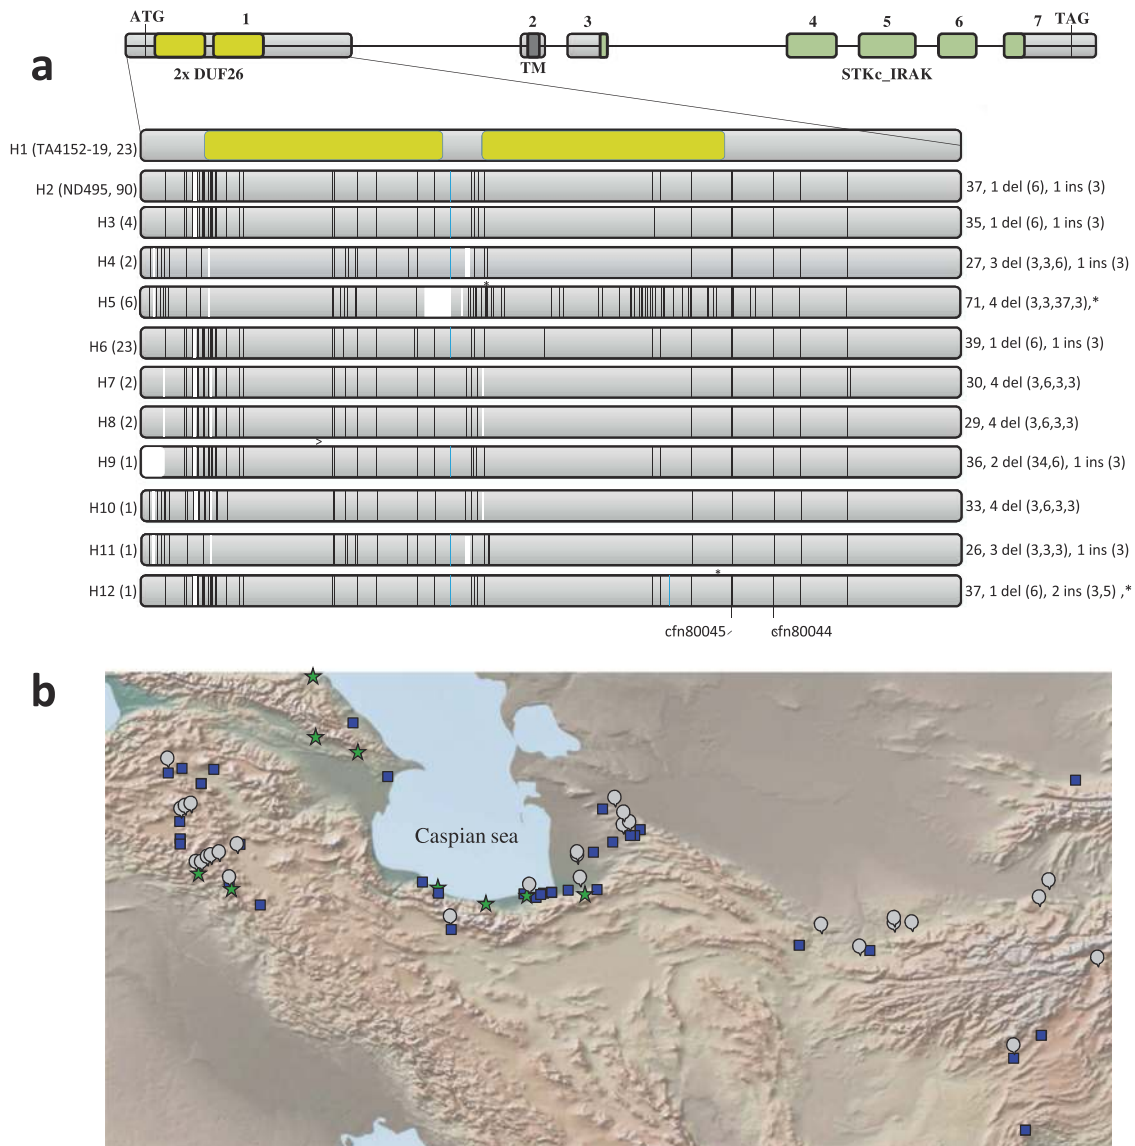 a
ATG 1 2 3 4 5 6 7 TAG
2x DUF26 TM STKc_IRAK
H1 (TA4152-19, 23)
H2 (ND495, 90) 37, 1 del (6), 1 ins (3)
H3 (4) 35, 1 del (6), 1 ins (3)
H4 (2) 27, 3 del (3,3,6), 1 ins (3)
*
H5 (6) 71, 4 del (3,3,37,3),*
H6 (23) 39, 1 del (6), 1 ins (3)
H7 (2) 30, 4 del (3,6,3,3)
H8 (2) 29, 4 del (3,6,3,3)
>
H9 (1) 36, 2 del (34,6), 1 ins (3)
H10 (1) 33, 4 del (3,6,3,3)
H11 (1) 26, 3 del (3,3,3), 1 ins (3)
*
H12 (1) 37, 1 del (6), 2 ins (3,5) ,*
cfn80045 cfn80044
b
Caspian sea